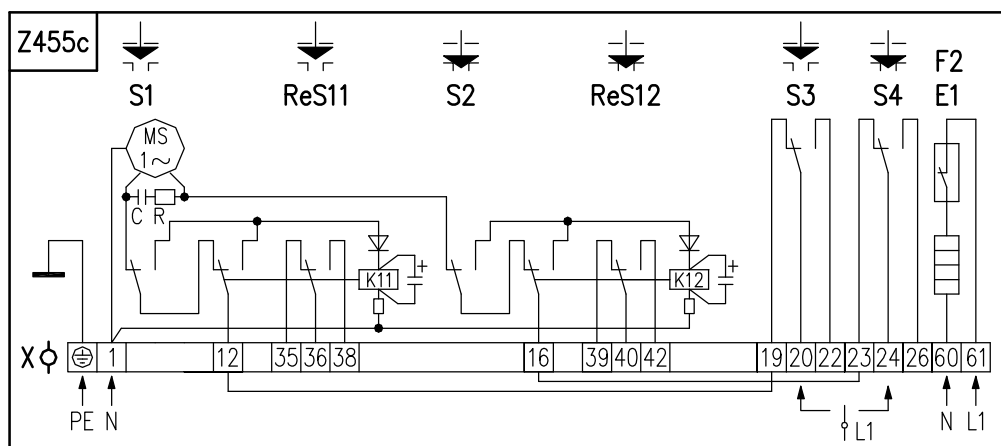 Z455c
S1 ReS11 S2 ReS12 S3 S4 F2
E1
MS
1~
C R
K11 + K12 +
X 1 12 35 36 38 16 39 40 42 19 20 22 23 24 26 60 61
PE N L1 N L1